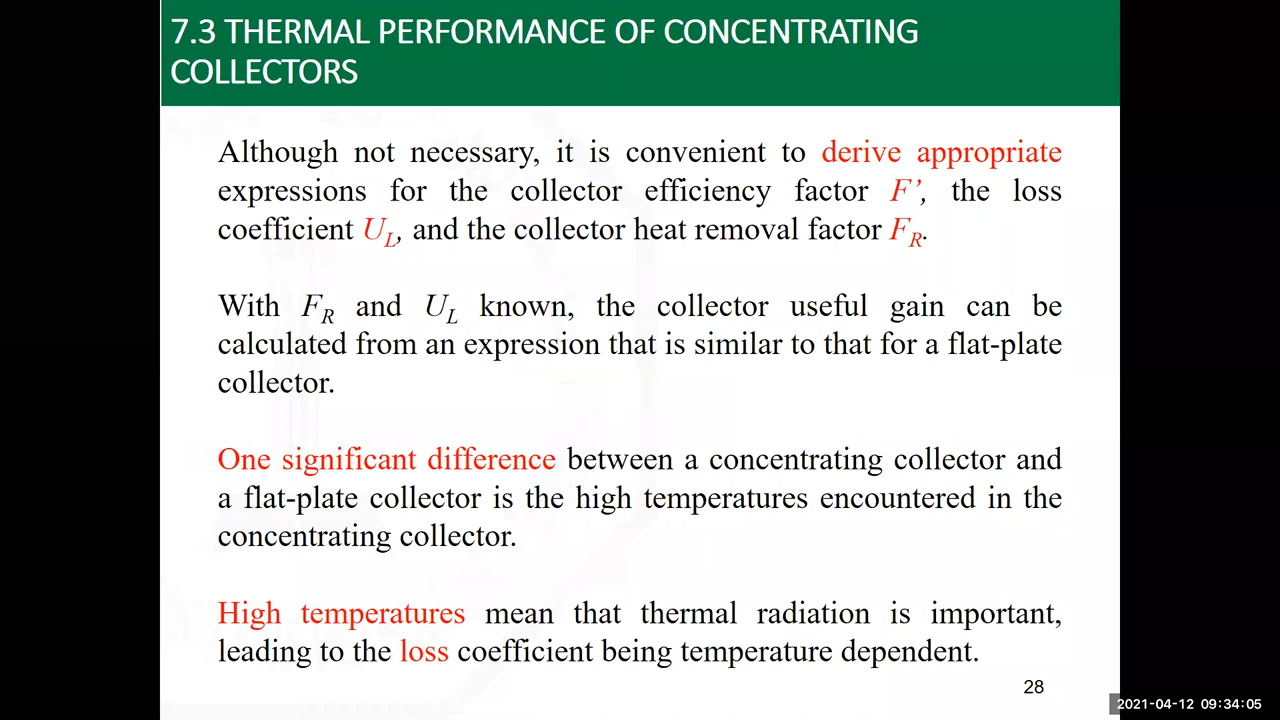 7.3 THERMAL PERFORMANCE OF CONCENTRATING
COLLECTORS
Although not necessary, it is convenient to derive appropriate
expressions for the collector efficiency factor F’, the loss
coefficient U_L, and the collector heat removal factor F_R.
With F_R and U_L known, the collector useful gain can be
calculated from an expression that is similar to that for a flat-plate
collector.
One significant difference between a concentrating collector and
a flat-plate collector is the high temperatures encountered in the
concentrating collector.
High temperatures mean that thermal radiation is important,
leading to the loss coefficient being temperature dependent.
28
2021-04-12 09:34:05